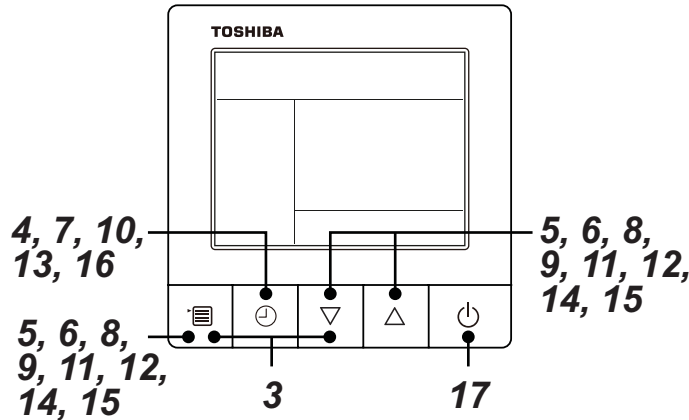 TOSHIBA
4, 7, 10,
13, 16
5, 6, 8,
9, 11, 12,
14, 15
5, 6, 8,
9, 11, 12,
14, 15
3
17